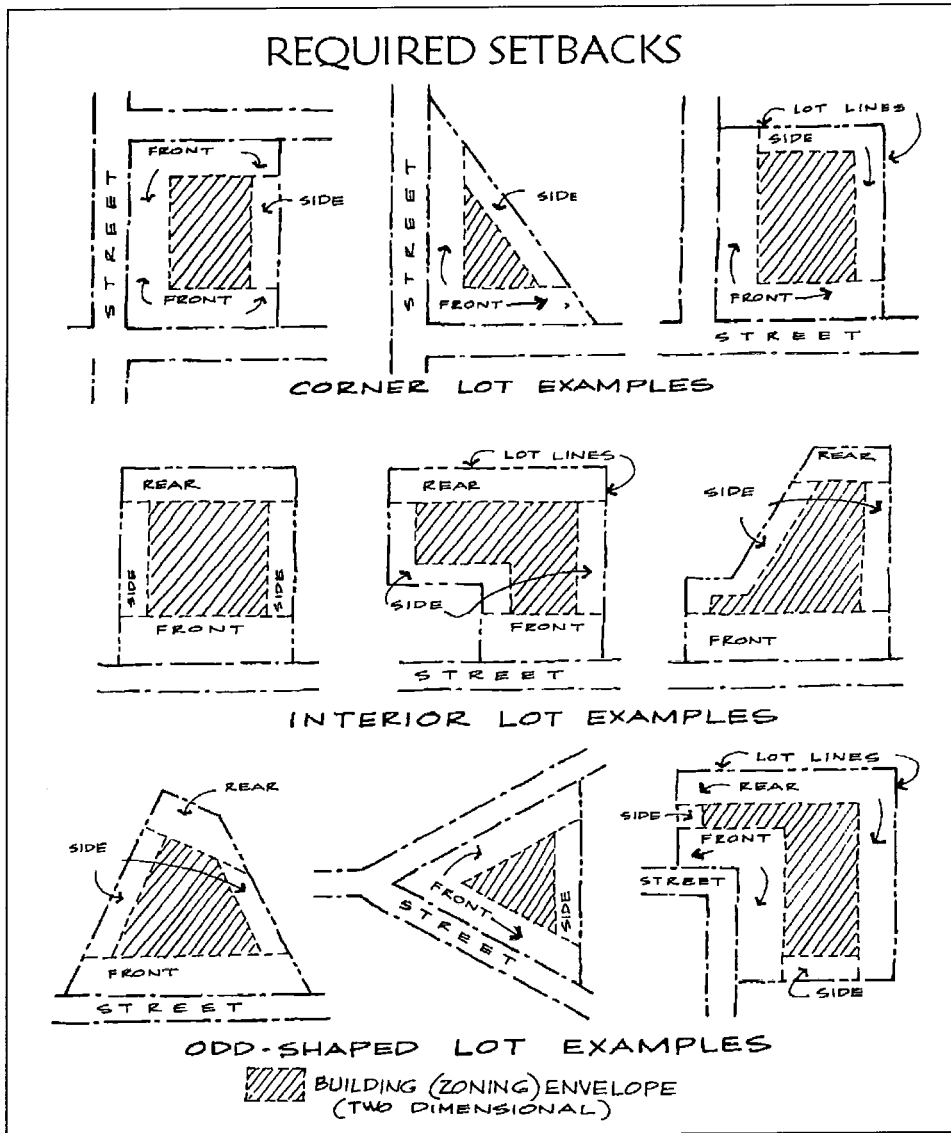 REQUIRED SETBACKS
FRONT
STREET
SIDE
FRONT
STREET
SIDE
FRONT
LOT LINES
SIDE
FRONT
STREET
CORNER LOT EXAMPLES
REAR
SIDE
SIDE
FRONT
LOT LINES
REAR
SIDE
FRONT
STREET
REAR
SIDE
FRONT
INTERIOR LOT EXAMPLES
REAR
SIDE
FRONT
STREET
FRONT
STREET
SIDE
LOT LINES
REAR
SIDE
FRONT
STREET
SIDE
ODD-SHAPED LOT EXAMPLES
BUILDING (ZONING) ENVELOPE
(TWO DIMENSIONAL)